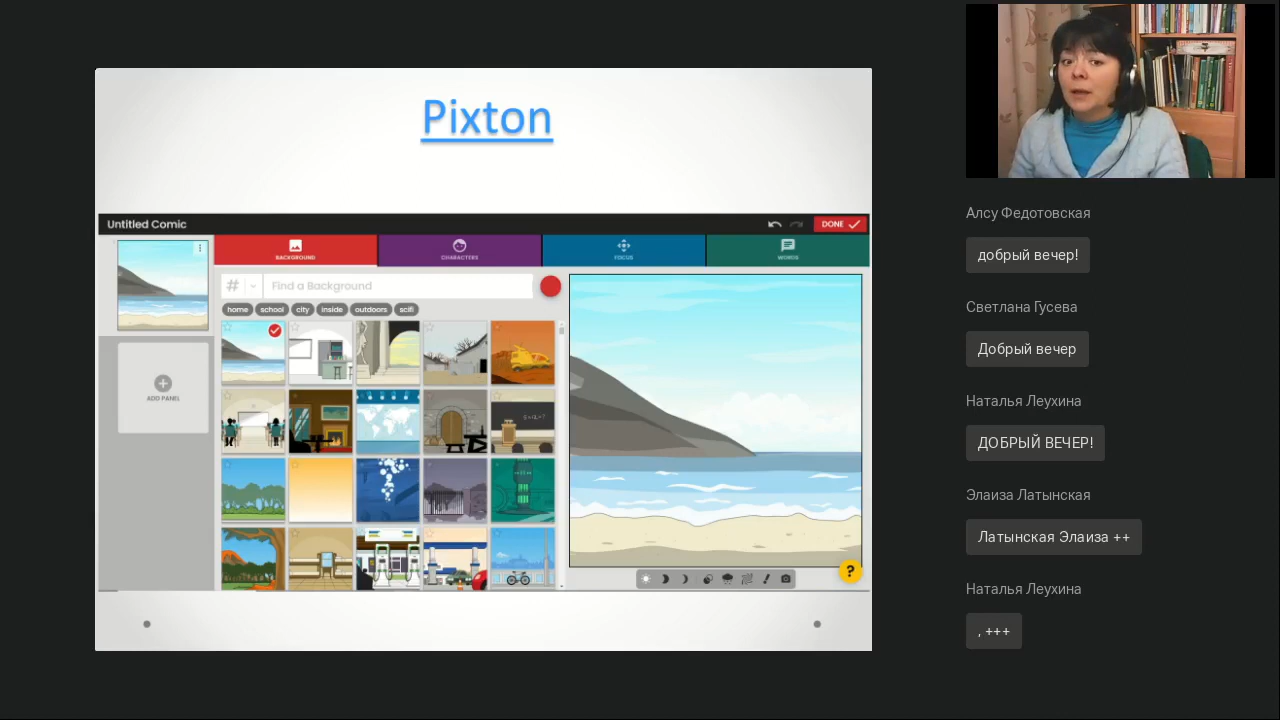 Pixton
Untitled Comic
DONE
BACKGROUND
CHARACTERS
FOCUS
WORDS
# Find a Background
home school city inside outdoors scifi
ADD PANEL
?
Алсу Федотовская
добрый вечер!
Светлана Гусева
Добрый вечер
Наталья Леухина
ДОБРЫЙ ВЕЧЕР!
Элаиза Латынская
Латынская Элаиза ++
Наталья Леухина
, +++